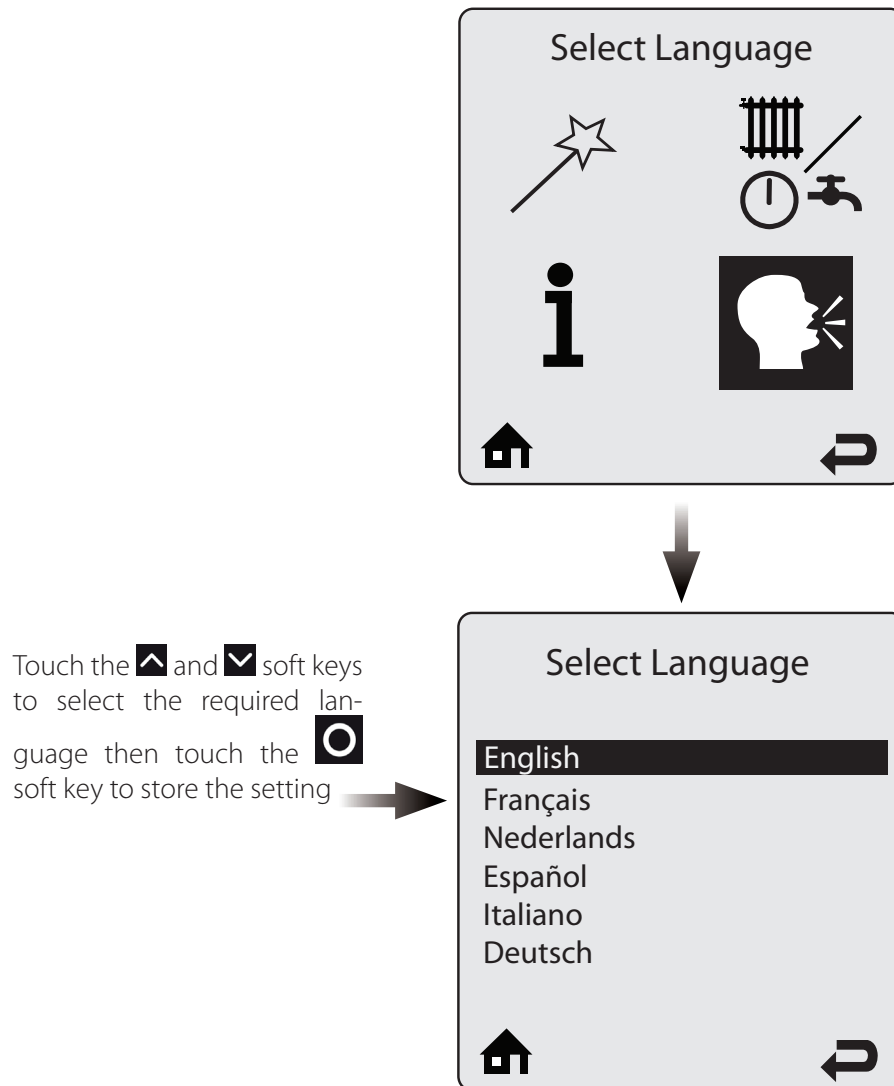 Select Language
Touch the and soft keys
to select the required lan-
guage then touch the
soft key to store the setting
Select Language
English
Français
Nederlands
Español
Italiano
Deutsch